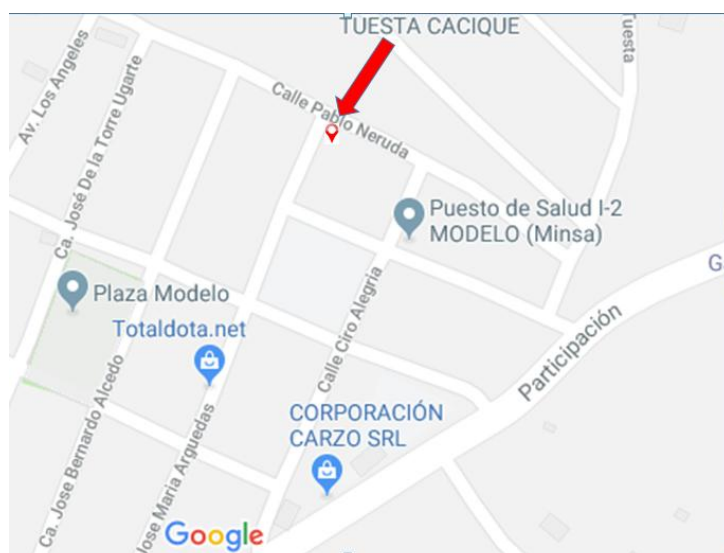 TUESTA CACIQUE
Tuesta
Av. Los Angeles
Calle Pablo Neruda
Ca. José De la Torre Ugarte
Puesto de Salud I-2
MODELO (Minsa)
G
Plaza Modelo
Totaldota.net
Calle Ciro Alegria
Participación
CORPORACIÓN
CARZO SRL
Ca. Jose Bernardo Alcedo
Jose Maria Arguedas
Google